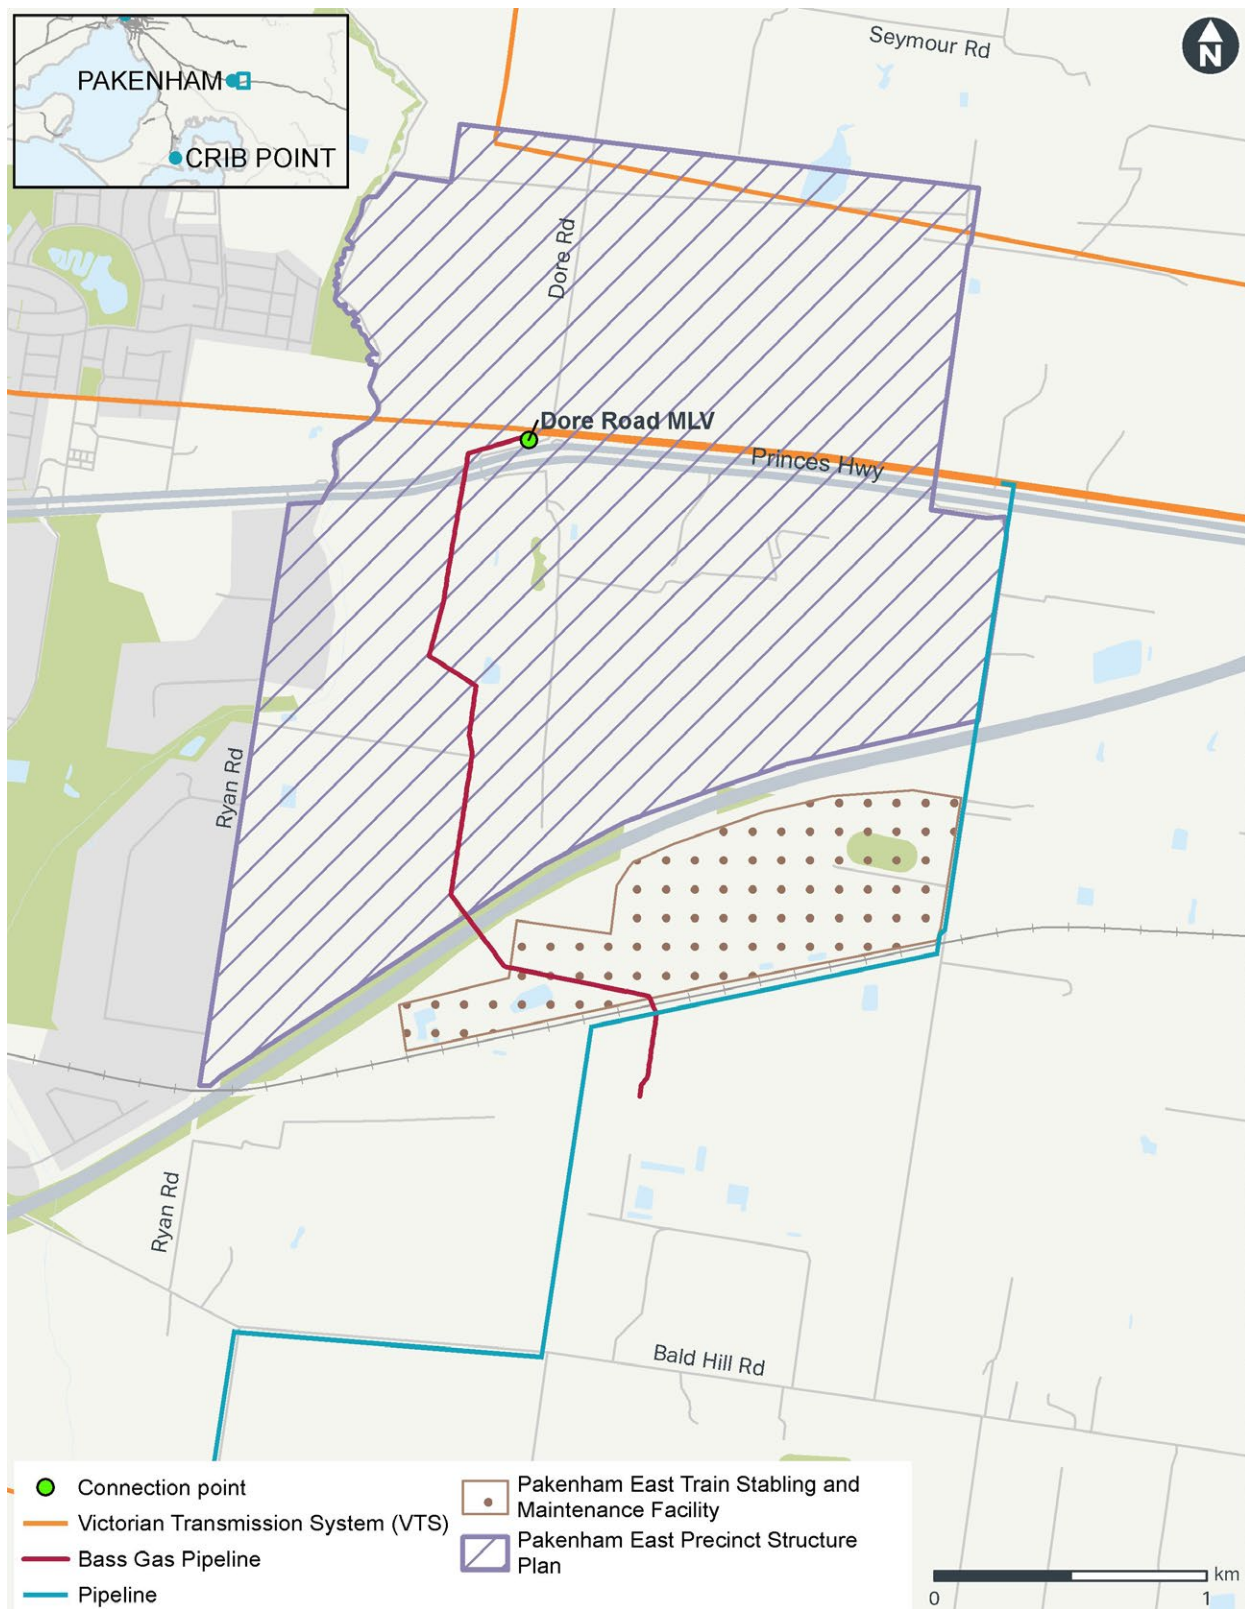 Seymour Rd
N
PAKENHAM
CRIB POINT
Dore Rd
Dore Road MLV
Princes Hwy
Ryan Rd
Ryan Rd
Bald Hill Rd
Connection point
Victorian Transmission System (VTS)
Bass Gas Pipeline
Pipeline
Pakenham East Train Stabling and
Maintenance Facility
Pakenham East Precinct Structure
Plan
km
0
1